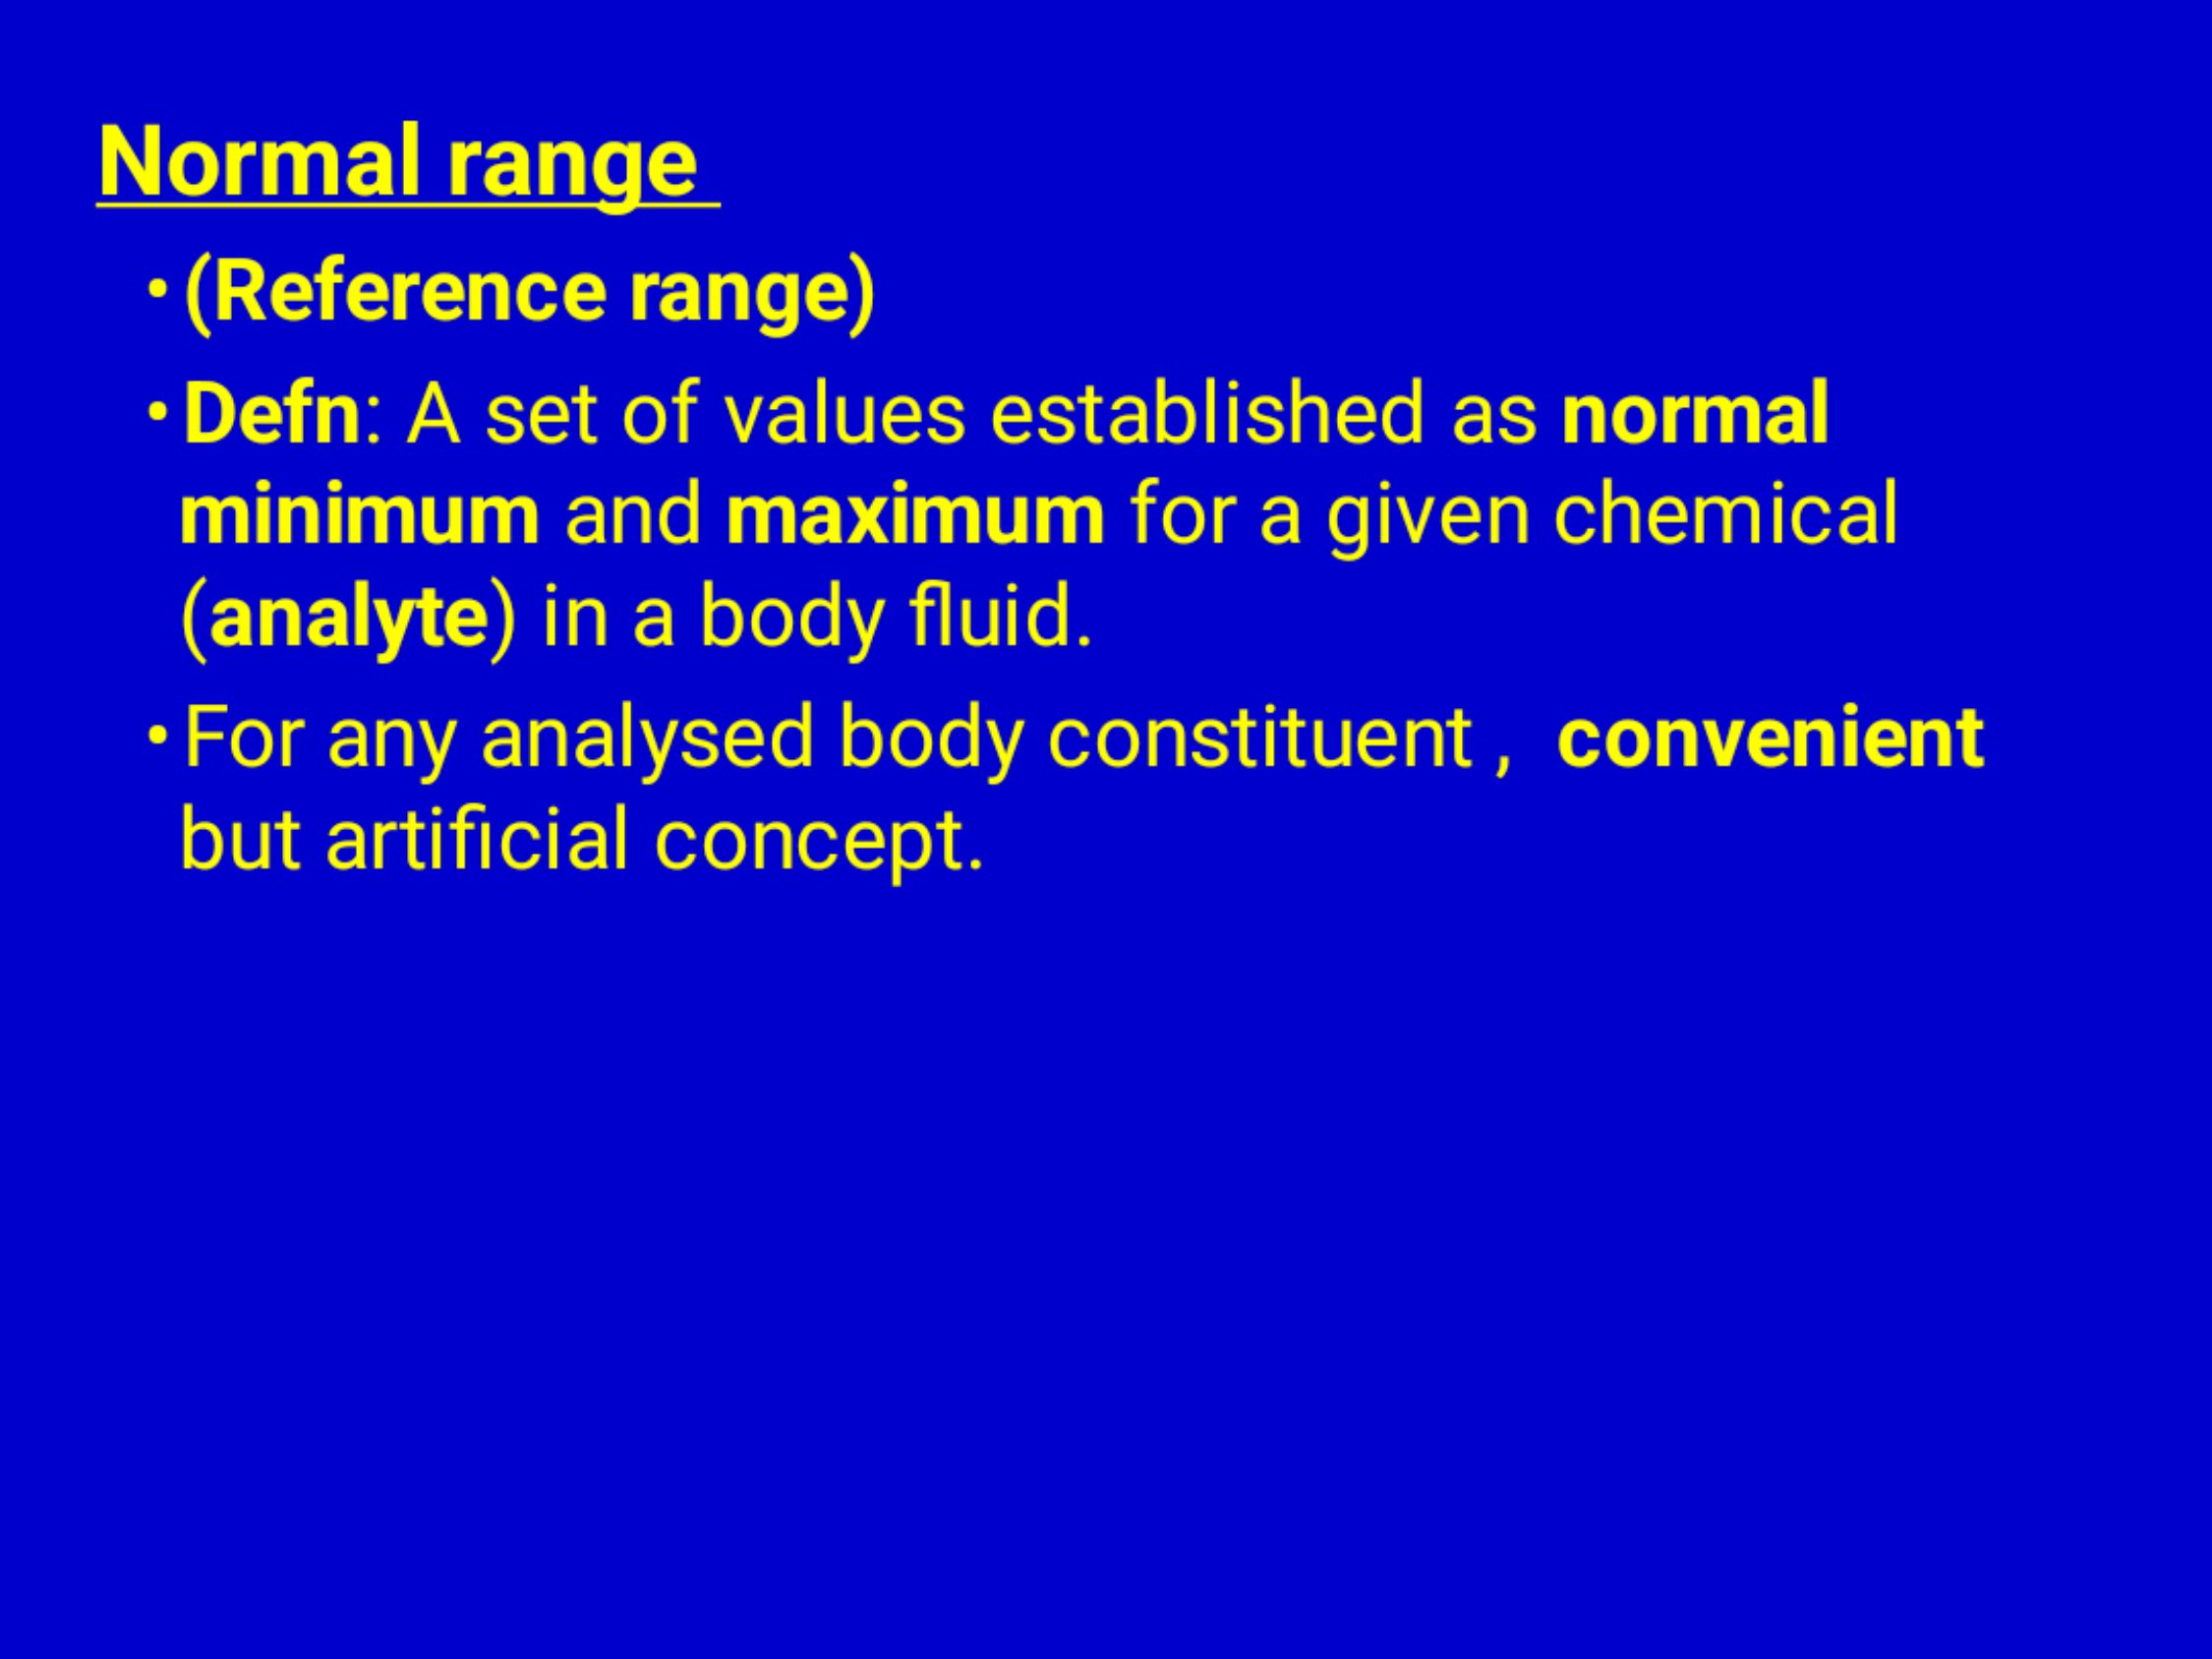 Normal range
• (Reference range)
• Defn: A set of values established as normal
minimum and maximum for a given chemical
(analyte) in a body fluid.
• For any analysed body constituent ,  convenient
but artificial concept.